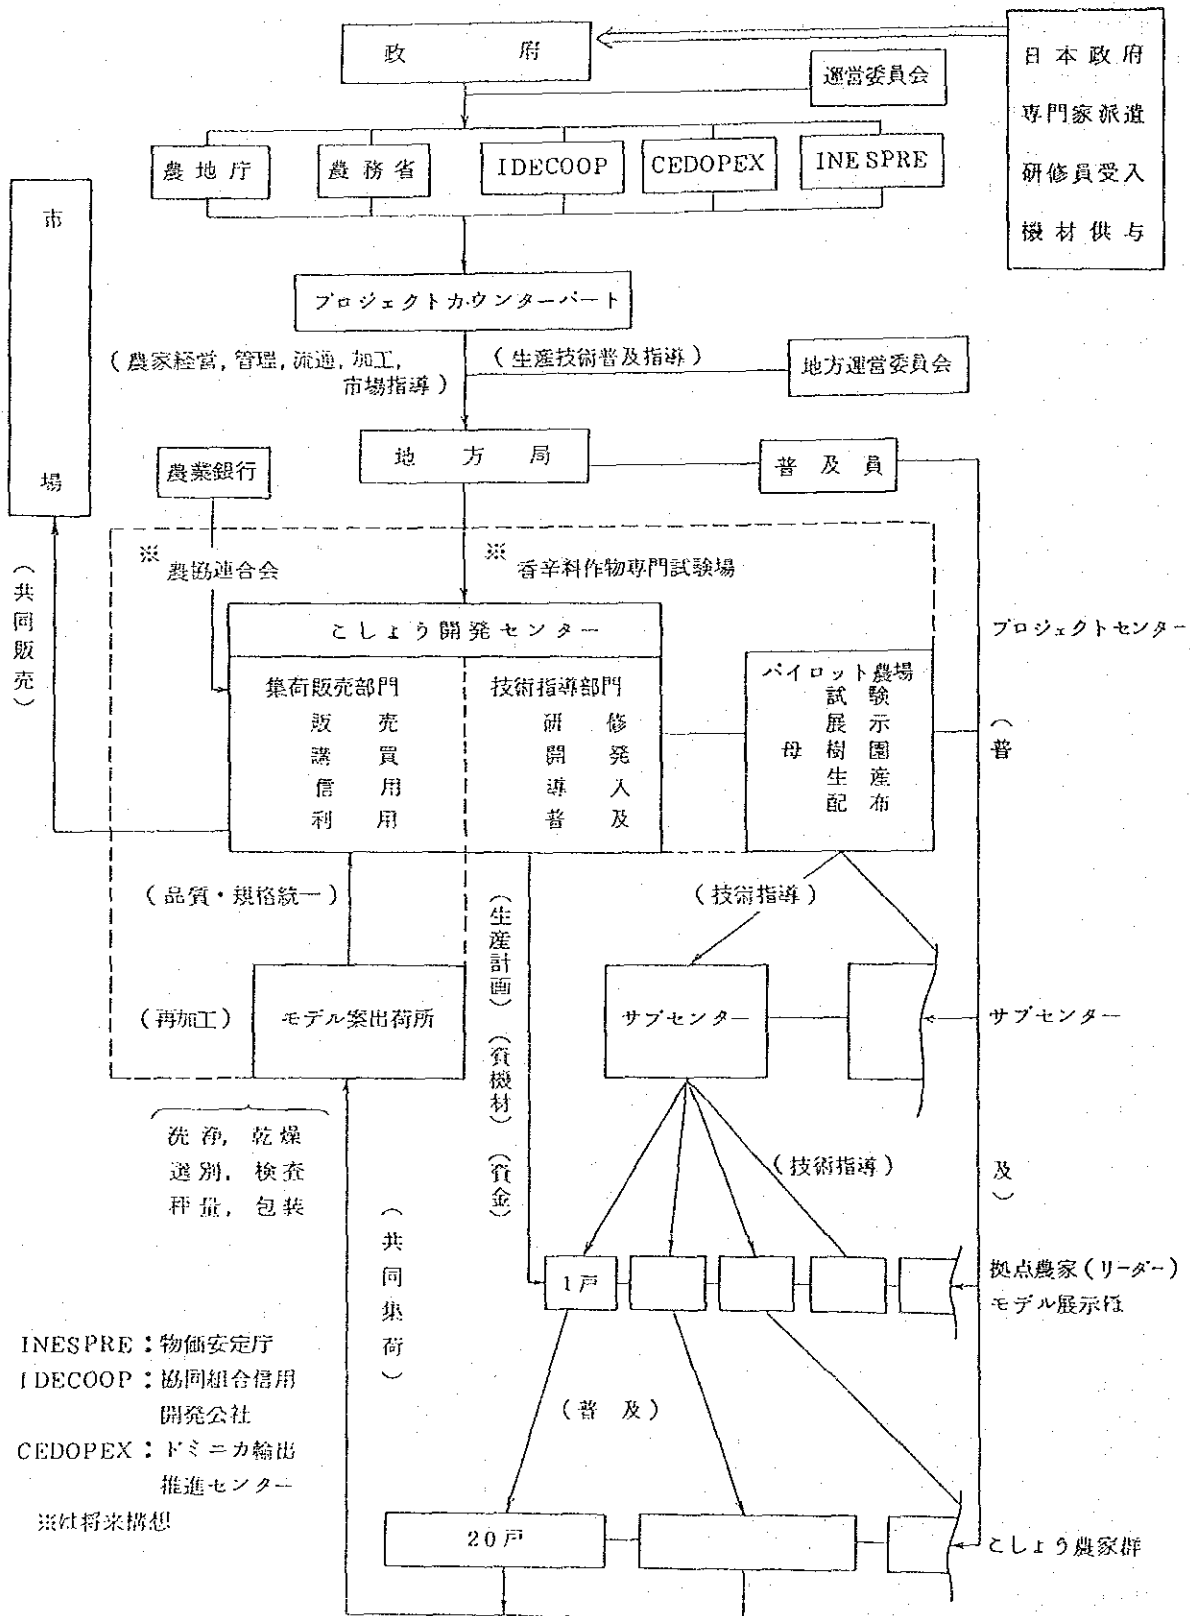 政府
日本政府
専門家派遣
研修員受入
機材供与
運営委員会
農地庁
農務省
IDECOOP
CEDOPEX
INESPRE
市場
プロジェクトカウンターパート
(農家経営,管理,流通,加工,
市場指導)
(生産技術普及指導)
地方運営委員会
地方局
普及員
農業銀行
※農協連合会
※香辛料作物専門試験場
(共同販売)
こしょう開発センター
集荷販売部門
販売
購買
信用
利用
技術指導部門
研修
開発
導入
普及
パイロット農場
試験
展示
母樹園
生産
配布
プロジェクトセンター
(普及)
(品質・規格統一)
(生産計画)(資機材)(資金)
(技術指導)
(再加工)
モデル案出荷所
サブセンター
サブセンター
洗浄,乾燥
選別,検査
秤量,包装
(技術指導)
(共同集荷)
1戸
拠点農家(リーダー)
モデル展示ほ
(普及)
INESPRE:物価安定庁
IDECOOP:協同組合信用
開発公社
CEDOPEX:ドミニカ輸出
推進センター
※は将来構想
20戸
こしょう農家群